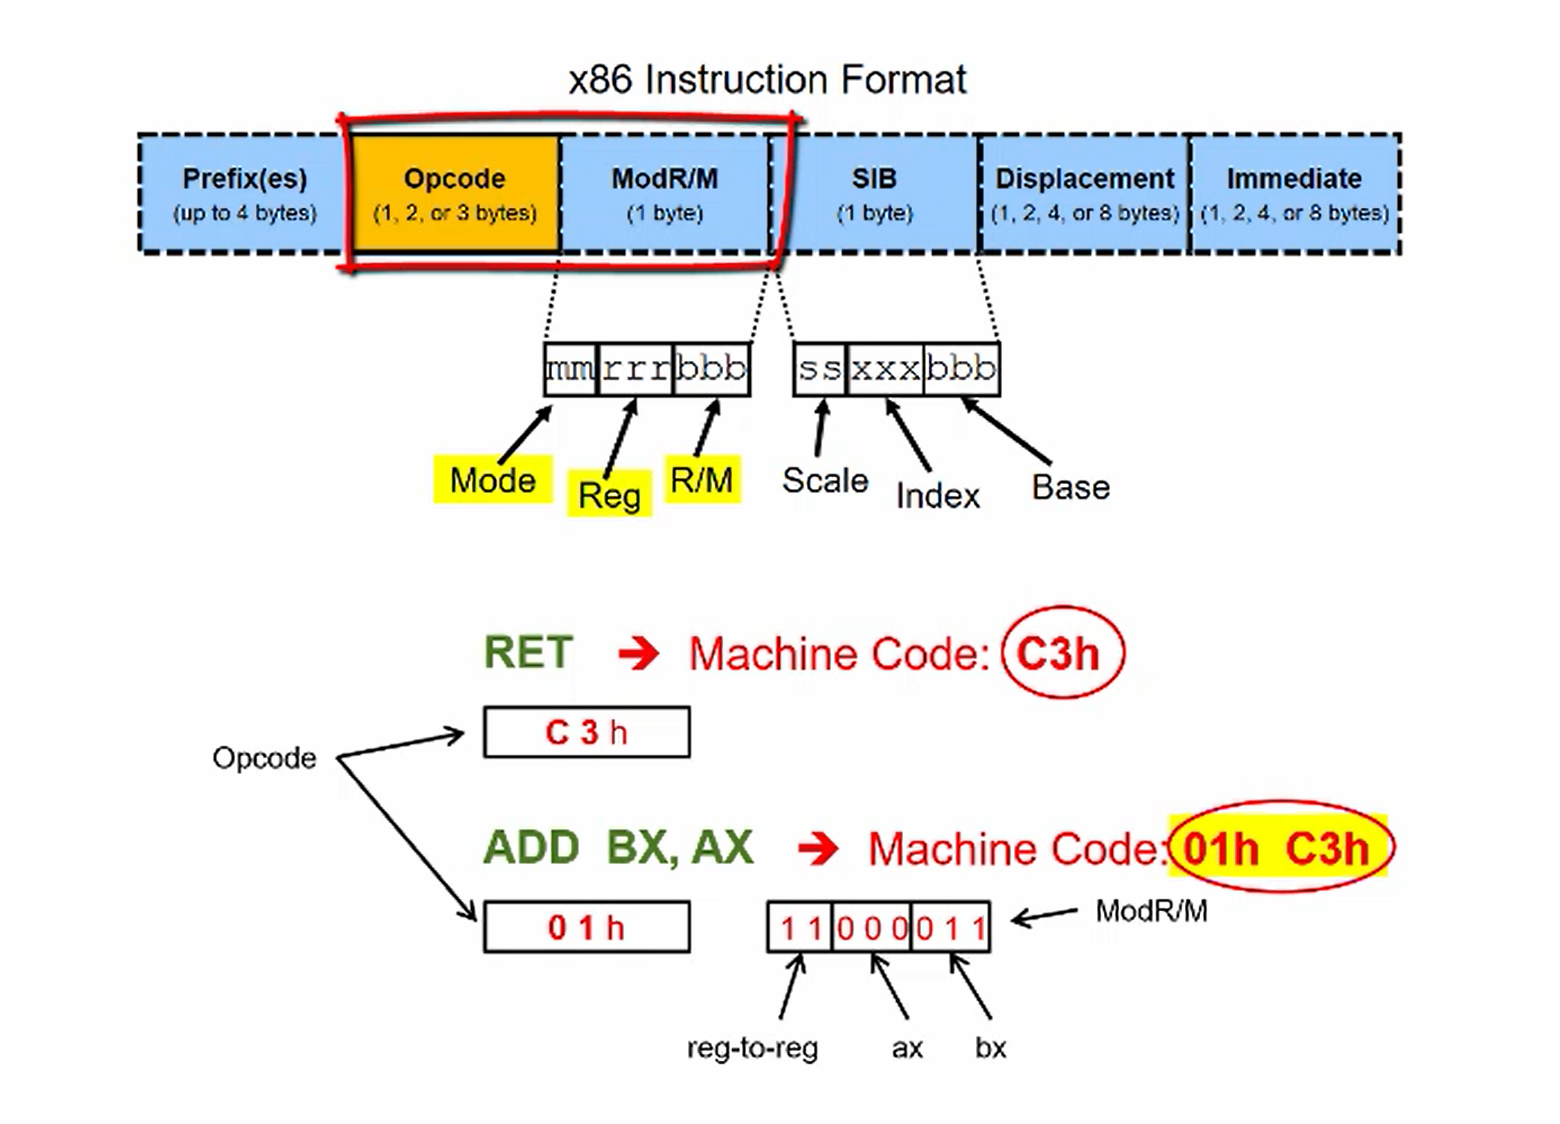 x86 Instruction Format
Prefix(es) Opcode ModR/M SIB Displacement Immediate
(up to 4 bytes) (1, 2, or 3 bytes) (1 byte) (1 byte) (1, 2, 4, or 8 bytes) (1, 2, 4, or 8 bytes)
mm rrr bbb ss xxx bbb
Mode Reg R/M Scale Index Base
RET ➔ Machine Code: C3h
C 3 h
Opcode
ADD BX, AX ➔ Machine Code: 01h C3h
0 1 h 1 1 0 0 0 0 1 1 ModR/M
reg-to-reg ax bx